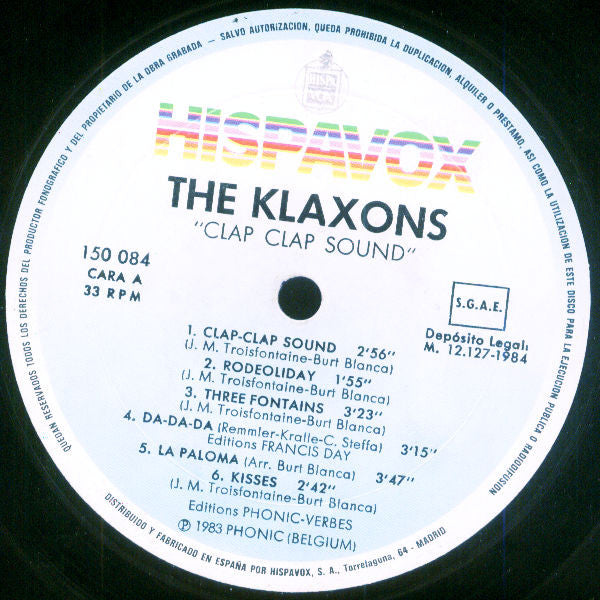 QUEDAN RESERVADOS TODOS LOS DERECHOS DEL PRODUCTOR FONOGRAFICO Y DEL PROPIETARIO DE LA OBRA GRABADA - SALVO AUTORIZACION, QUEDA PROHIBIDA LA DUPLICACION, ALQUILER O PRESTAMO, ASI COMO LA UTILIZACION DE ESTE DISCO PARA LA EJECUCION PUBLICA O RADIODIFUSION
HISPAVOX
THE KLAXONS
"CLAP CLAP SOUND"
150 084
CARA A
33 RPM
S.G.A.E.
Depósito Legal:
M. 12.127-1984
1. CLAP-CLAP SOUND 2'56"
(J. M. Troisfontaine-Burt Blanca)
2. RODEOLIDAY 1'55"
(J. M. Troisfontaine-Burt Blanca)
3. THREE FONTAINS 3'23"
(J. M. Troisfontaine-Burt Blanca)
4. DA-DA-DA (Remmler-Kralle-C. Steffa) 3'15"
Editions FRANCIS DAY
5. LA PALOMA (Arr. Burt Blanca) 3'47"
6. KISSES 2'42"
(J. M. Troisfontaine-Burt Blanca)
Editions PHONIC-VERBES
Ⓟ 1983 PHONIC (BELGIUM)
DISTRIBUIDO Y FABRICADO EN ESPAÑA POR HISPAVOX, S. A., Torrelaguna, 64 - MADRID